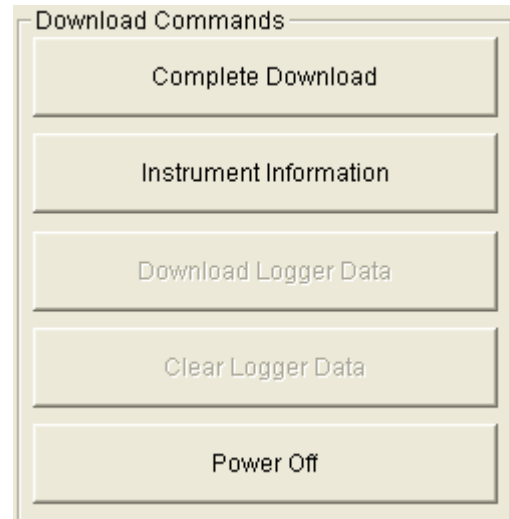 Download Commands
Complete Download
Instrument Information
Download Logger Data
Clear Logger Data
Power Off